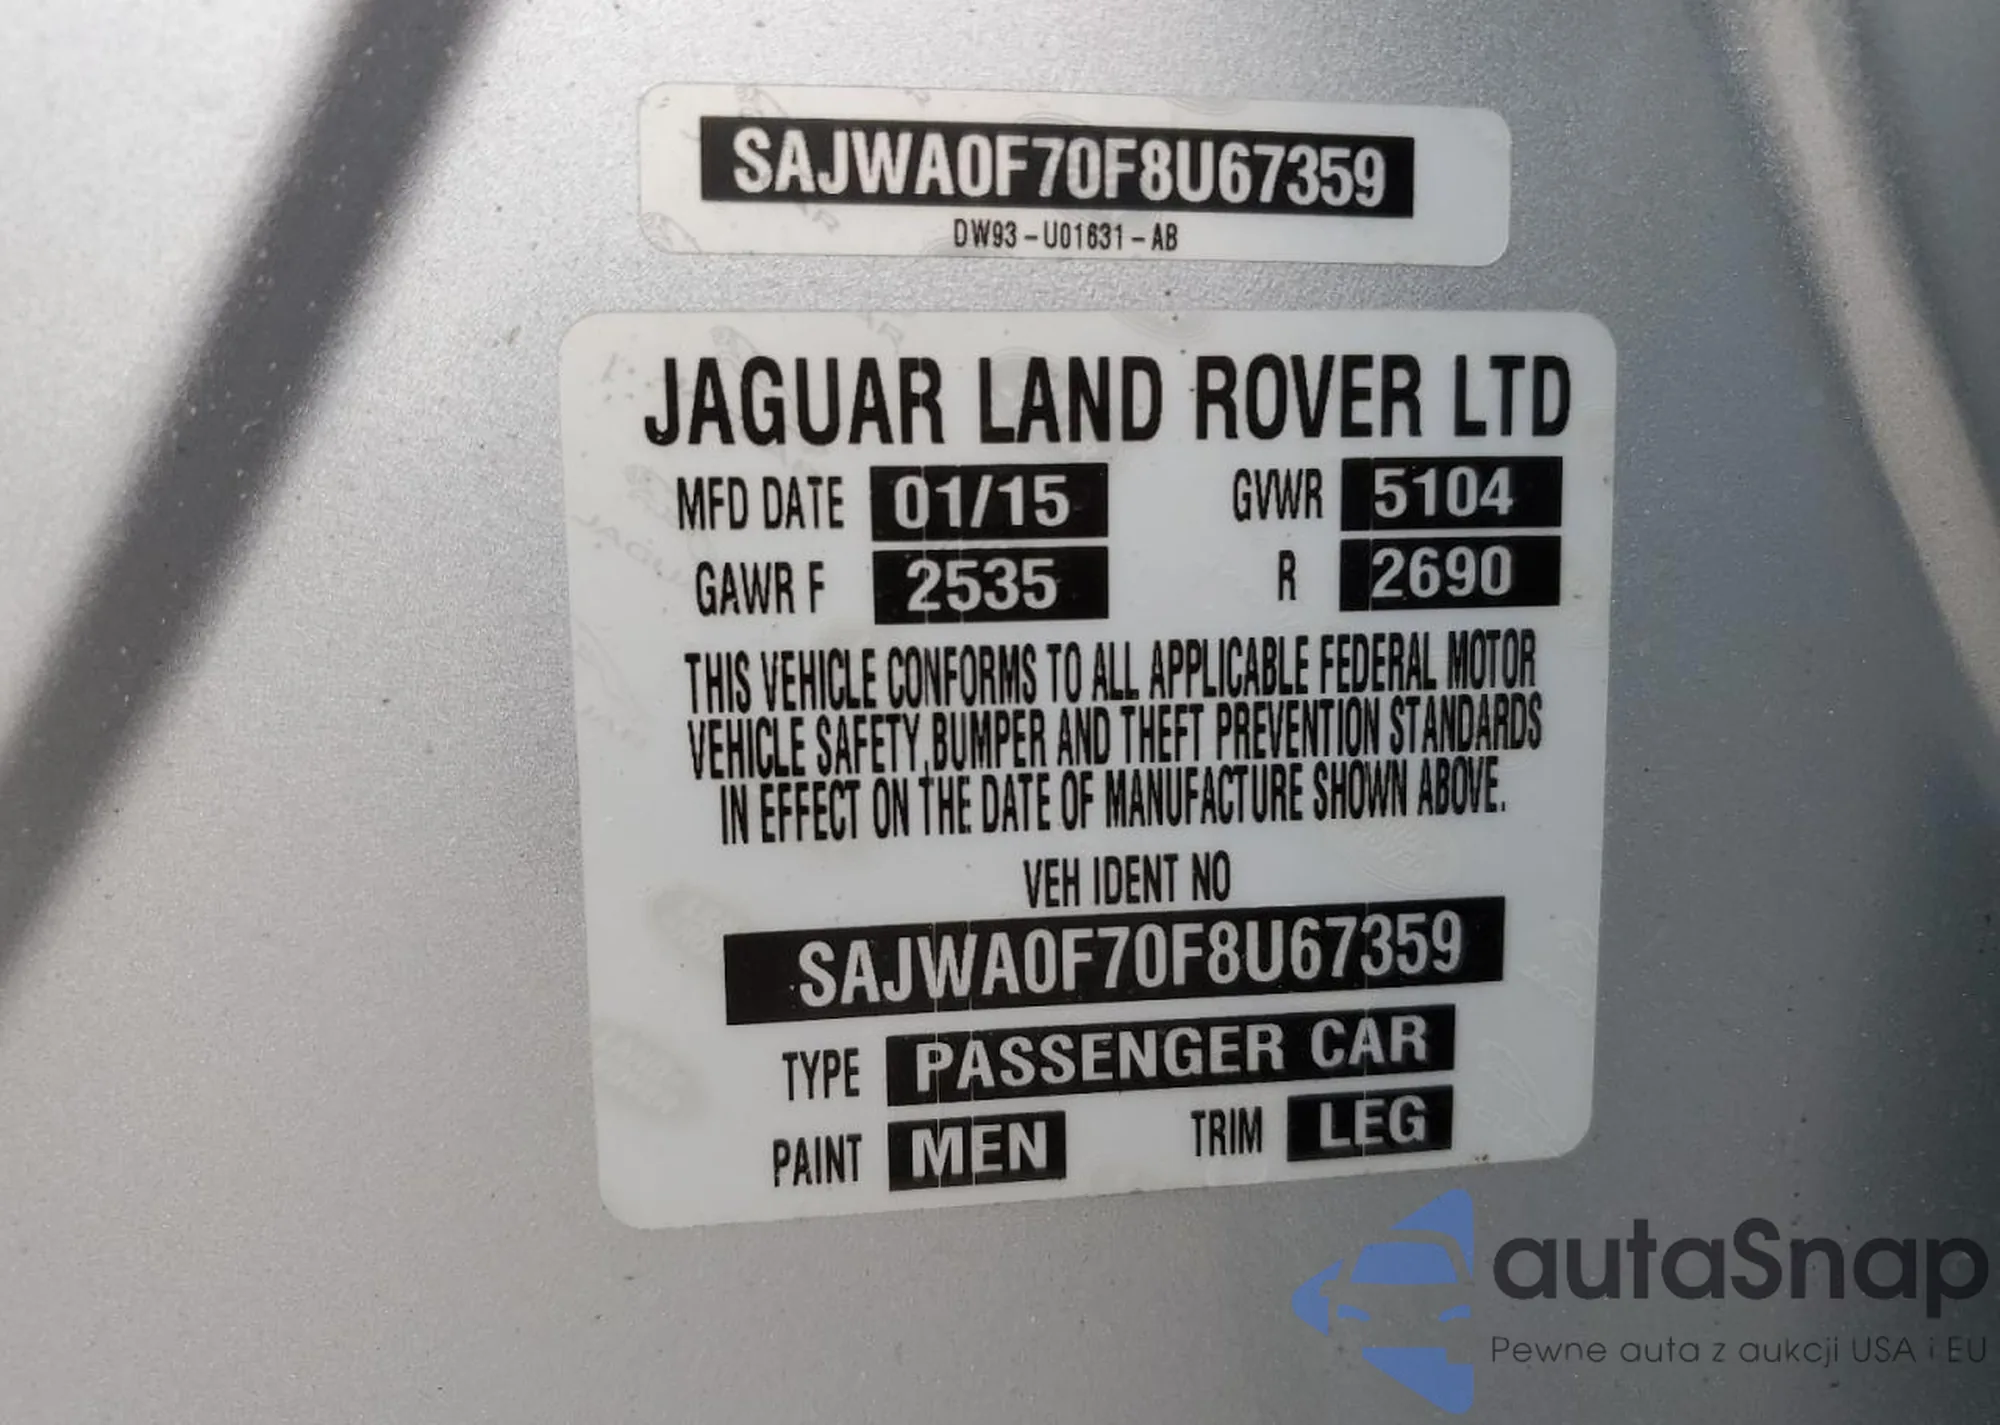 SAJWA0F70F8U67359
DW93-U01631-AB
JAGUAR LAND ROVER LTD
MFD DATE 01/15 GVWR 5104
GAWR F 2535 R 2690
THIS VEHICLE CONFORMS TO ALL APPLICABLE FEDERAL MOTOR
VEHICLE SAFETY,BUMPER AND THEFT PREVENTION STANDARDS
IN EFFECT ON THE DATE OF MANUFACTURE SHOWN ABOVE.
VEH IDENT NO
SAJWA0F70F8U67359
TYPE PASSENGER CAR
PAINT MEN TRIM LEG
autaSnap
Pewne auta z aukcji USA i EU